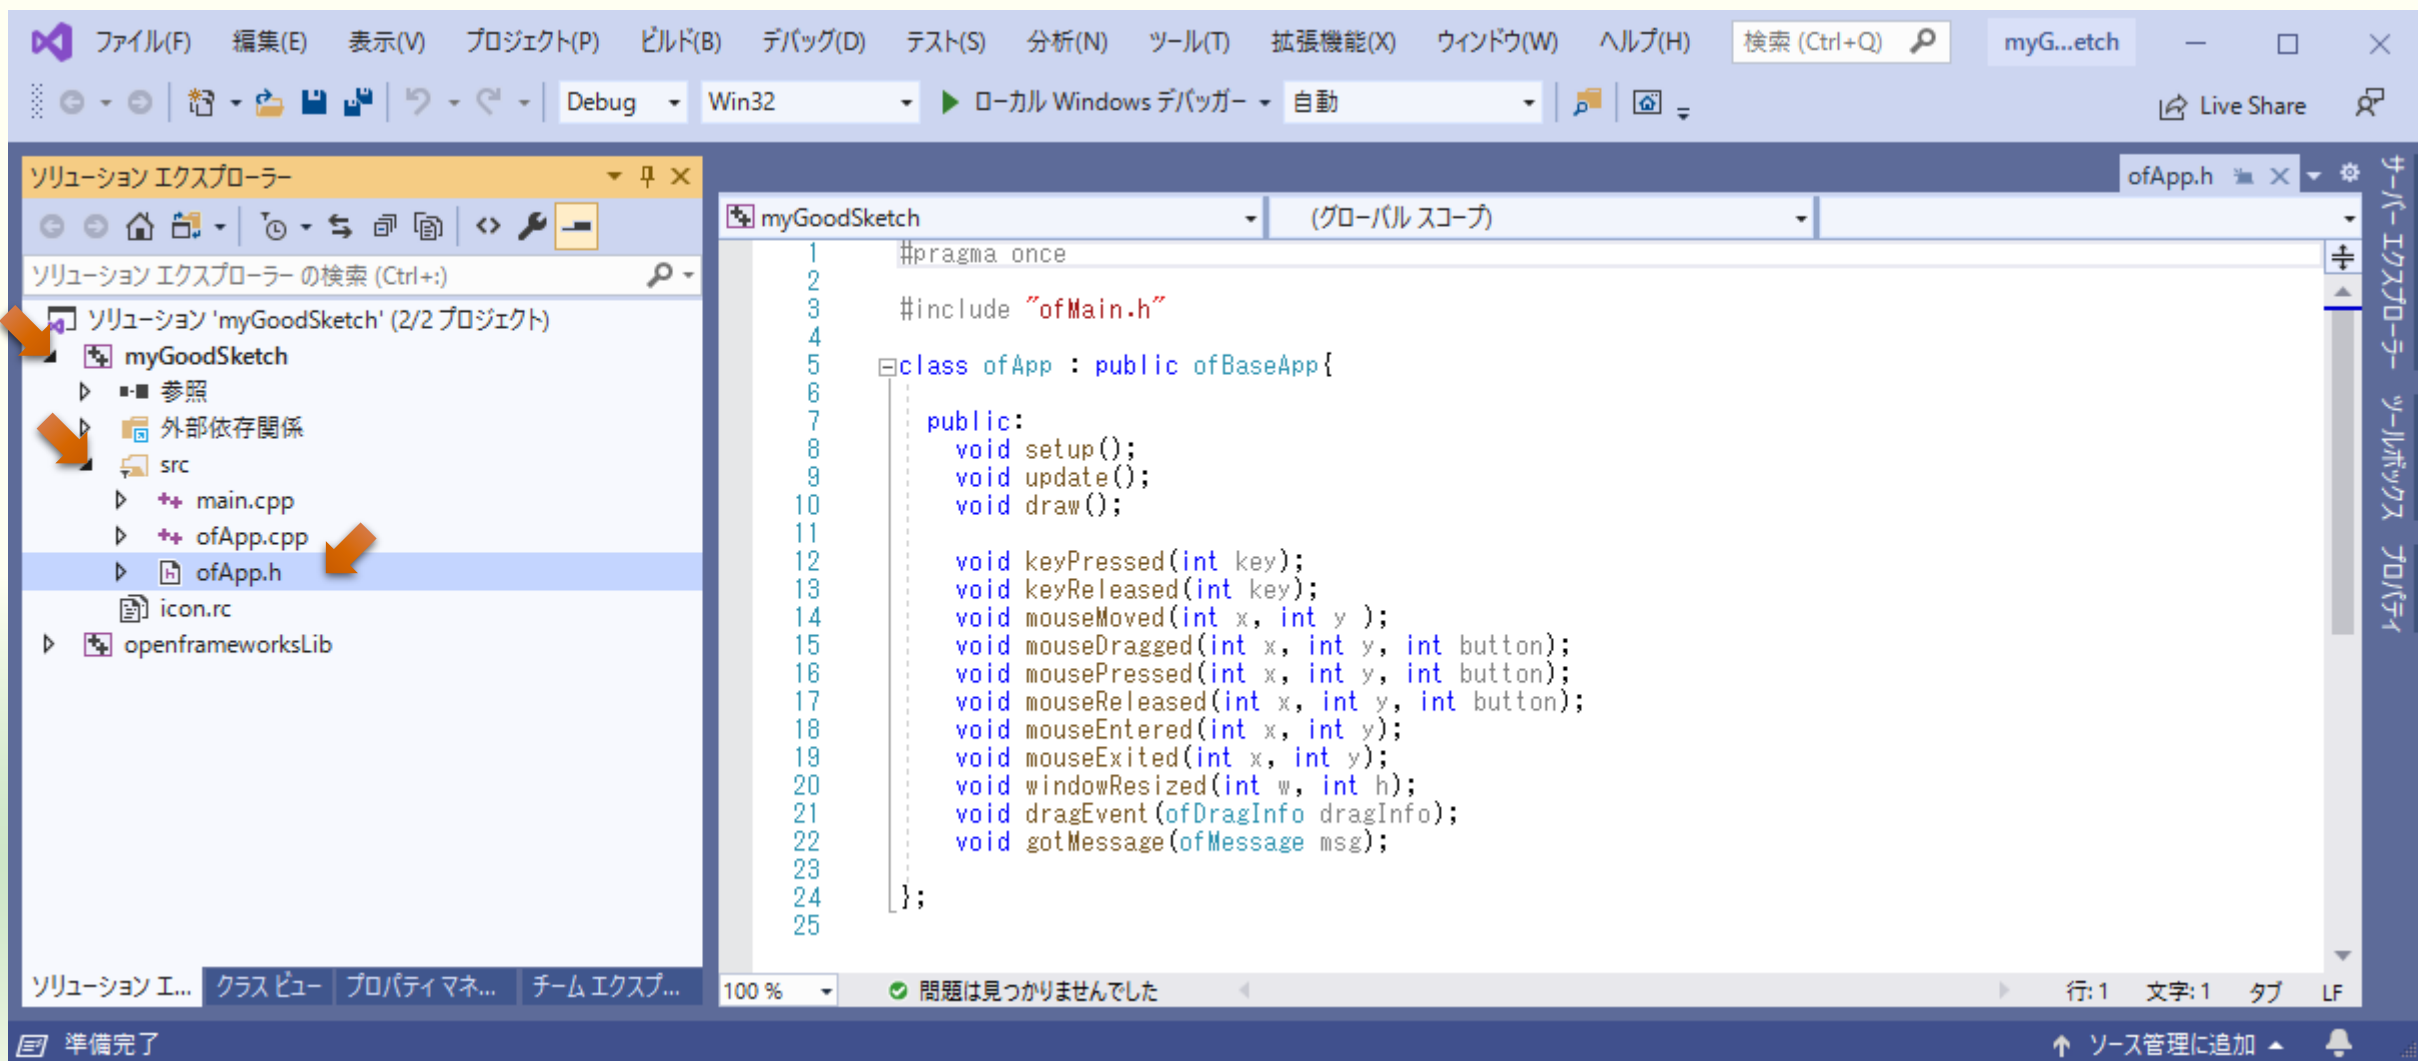 ファイル(F) 編集(E) 表示(V) プロジェクト(P) ビルド(B) デバッグ(D) テスト(S) 分析(N) ツール(T) 拡張機能(X) ウィンドウ(W) ヘルプ(H) 検索 (Ctrl+Q) myG...etch
Debug Win32 ローカル Windows デバッガー 自動 Live Share
ソリューション エクスプローラー
ソリューション エクスプローラー の検索 (Ctrl+:)
ソリューション 'myGoodSketch' (2/2 プロジェクト)
myGoodSketch
参照
外部依存関係
src
main.cpp
ofApp.cpp
ofApp.h
icon.rc
openframeworksLib
ソリューション エ... クラス ビュー プロパティ マネ... チーム エクスプ...
ofApp.h
myGoodSketch (グローバル スコープ)
1 #pragma once
2
3 #include "ofMain.h"
4
5 class ofApp : public ofBaseApp{
6
7 public:
8 void setup();
9 void update();
10 void draw();
11
12 void keyPressed(int key);
13 void keyReleased(int key);
14 void mouseMoved(int x, int y );
15 void mouseDragged(int x, int y, int button);
16 void mousePressed(int x, int y, int button);
17 void mouseReleased(int x, int y, int button);
18 void mouseEntered(int x, int y);
19 void mouseExited(int x, int y);
20 void windowResized(int w, int h);
21 void dragEvent(ofDragInfo dragInfo);
22 void gotMessage(ofMessage msg);
23
24 };
25
100 % 問題は見つかりませんでした 行: 1 文字: 1 タブ LF
サーバー エクスプローラー
ツールボックス
プロパティ
準備完了 ソース管理に追加